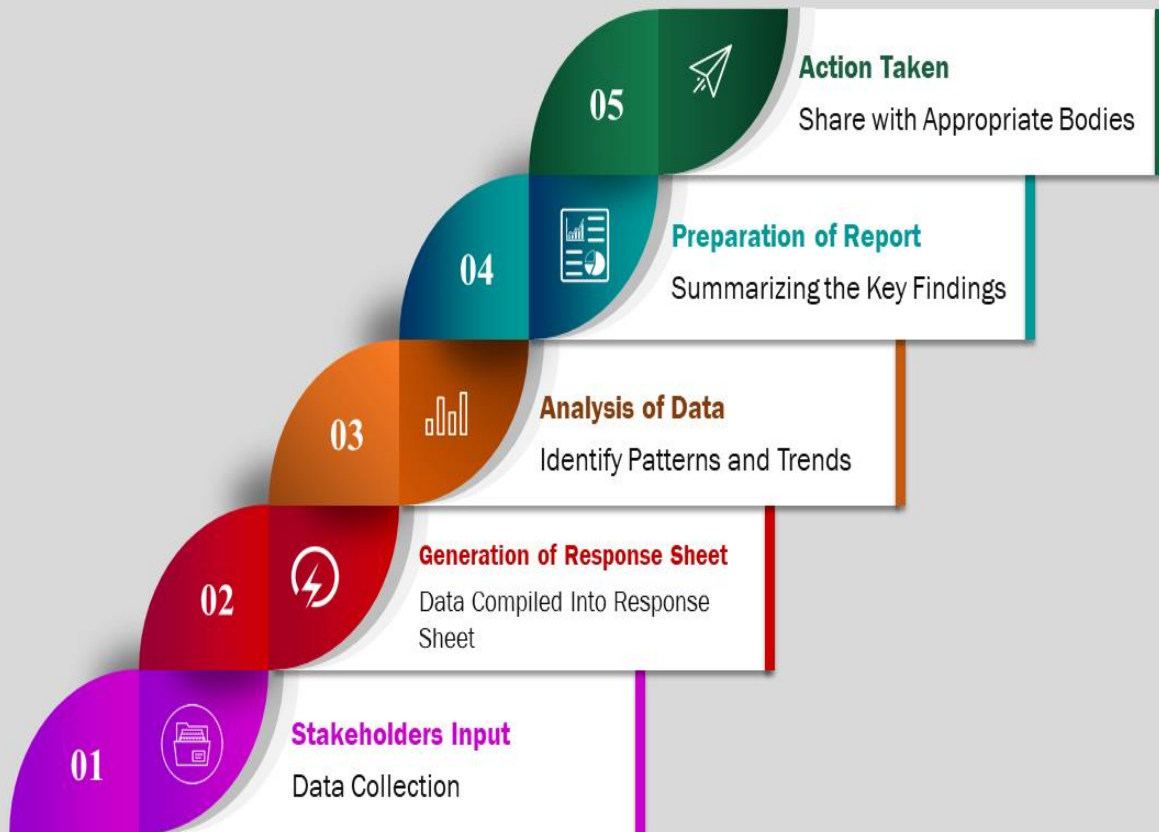 05
Action Taken
Share with Appropriate Bodies
04
Preparation of Report
Summarizing the Key Findings
03
Analysis of Data
Identify Patterns and Trends
02
Generation of Response Sheet
Data Compiled Into Response
Sheet
01
Stakeholders Input
Data Collection